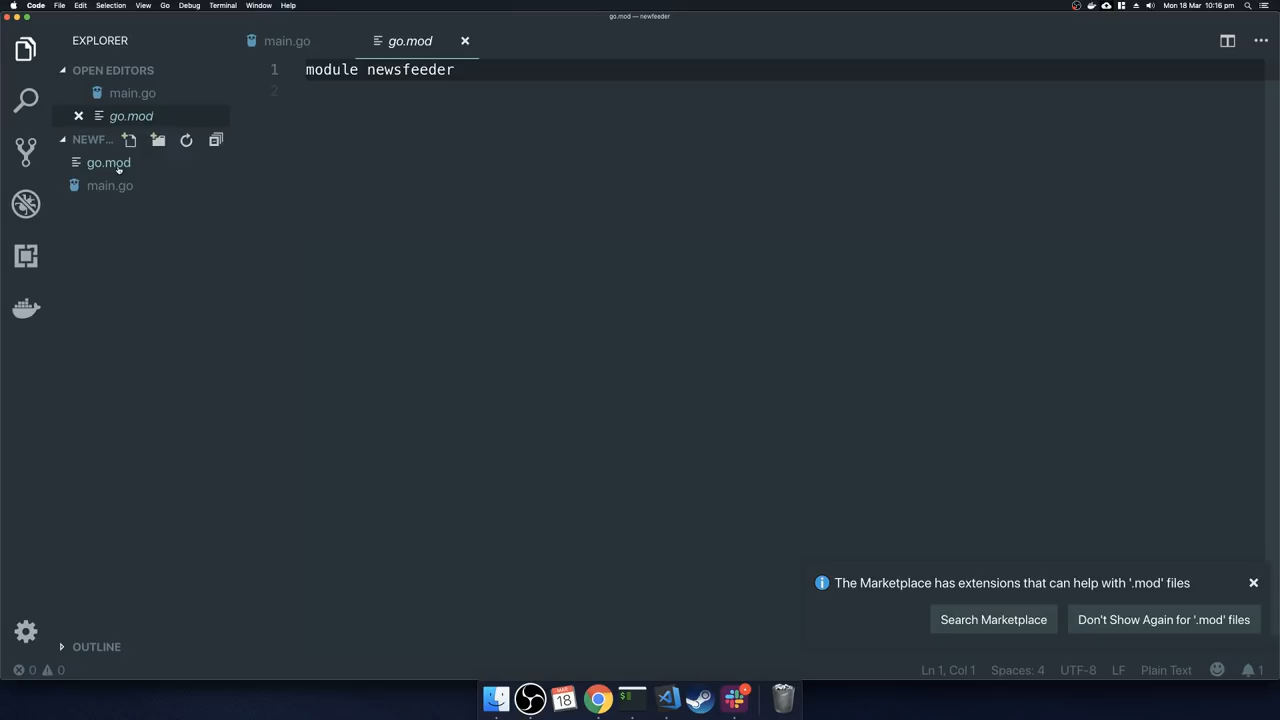 Code File Edit Selection View Go Debug Terminal Window Help
Mon 18 Mar 10:16 pm
go.mod — newfeeder
EXPLORER
main.go
go.mod
OPEN EDITORS
main.go
go.mod
NEWF...
go.mod
main.go
1 module newsfeeder
2
The Marketplace has extensions that can help with '.mod' files
Search Marketplace
Don't Show Again for '.mod' files
OUTLINE
0 0
Ln 1, Col 1 Spaces: 4 UTF-8 LF Plain Text 1
MAR
18
$